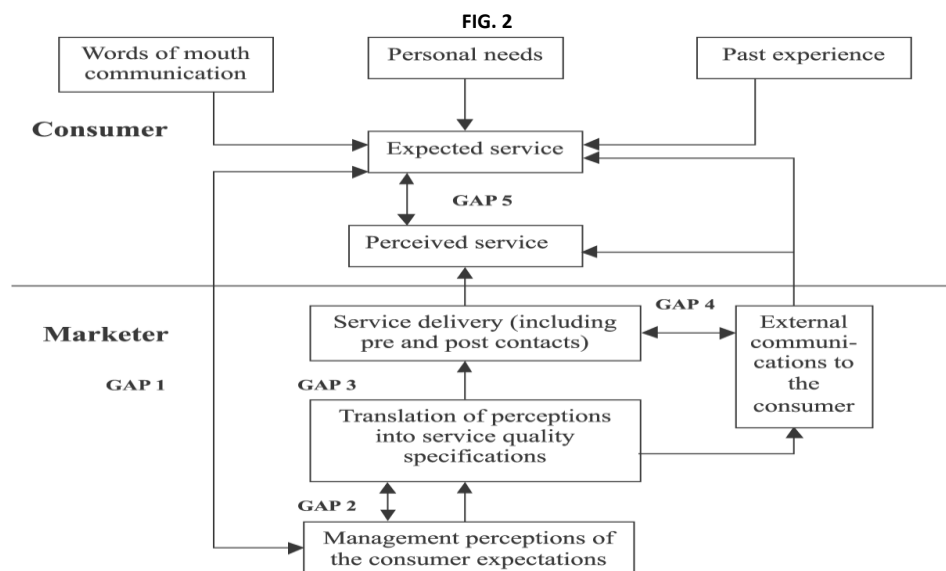 FIG. 2
Words of mouth
communication
Personal needs
Past experience
Consumer
Expected service
GAP 5
Perceived service
Marketer
GAP 1
Service delivery (including
pre and post contacts)
GAP 4
External
communi-
cations to
the
consumer
GAP 3
Translation of perceptions
into service quality
specifications
GAP 2
Management perceptions of
the consumer expectations